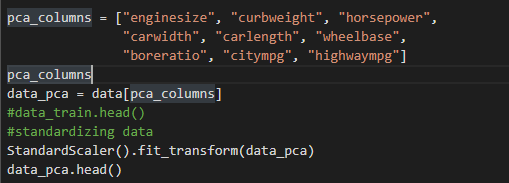 pca_columns = ["enginesize", "curbweight", "horsepower",
"carwidth", "carlength", "wheelbase",
"boreratio", "citympg", "highwaympg"]
pca_columns
data_pca = data[pca_columns]
#data_train.head()
#standardizing data
StandardScaler().fit_transform(data_pca)
data_pca.head()